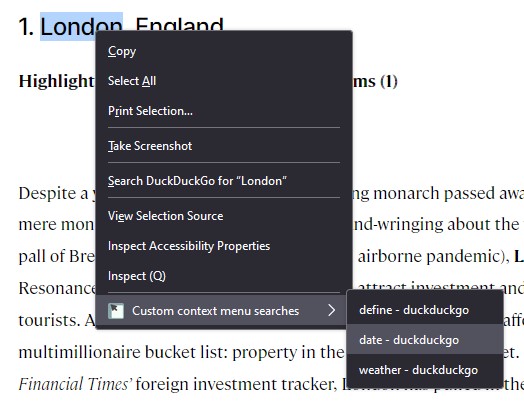 1. London, England
Copy
Highlight
Select All
ms (1)
Print Selection...
Take Screenshot
Search DuckDuckGo for “London”
Despite a
ng monarch passed awa
View Selection Source
mere mon
nd-wringing about the
Inspect Accessibility Properties
pall of Bre
airborne pandemic), L
Inspect (Q)
Resonance
attract investment and
Custom context menu searches
define - duckduckgo
tourists. A
date - duckduckgo
multimillionaire bucket list: property in the
et.
weather - duckduckgo
Financial Times’ foreign investment tracker,